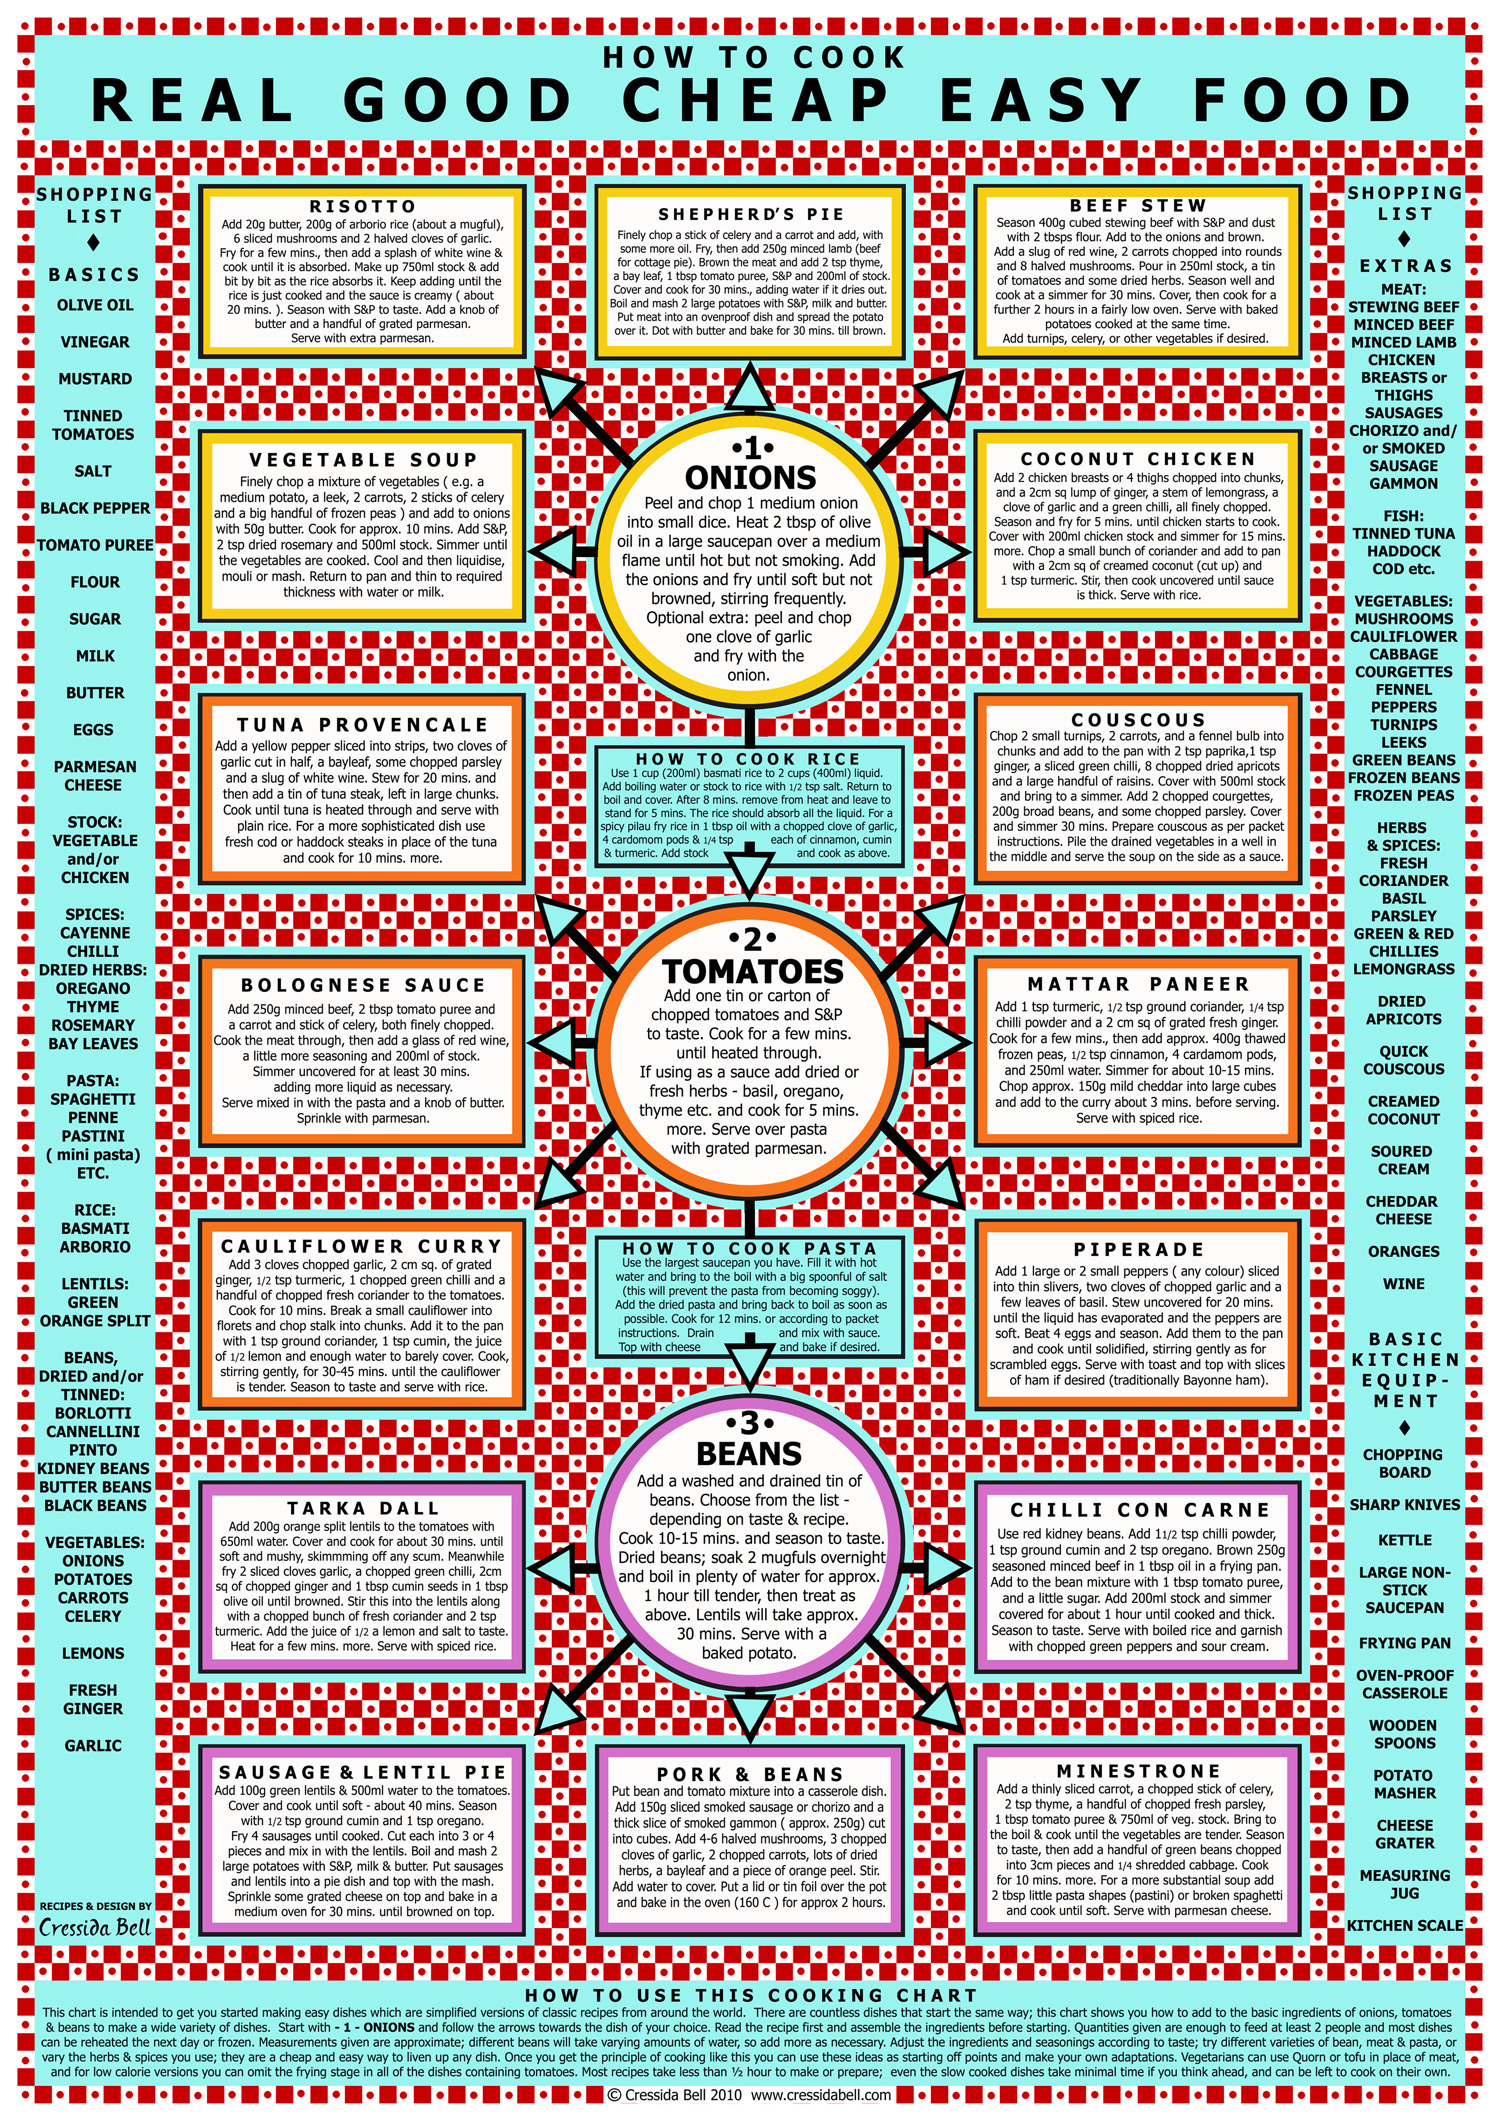 HOW TO COOK
REAL GOOD CHEAP EASY FOOD
SHOPPING
LIST
BASICS
OLIVE OIL
VINEGAR
MUSTARD
TINNED
TOMATOES
SALT
BLACK PEPPER
TOMATO PUREE
FLOUR
SUGAR
MILK
BUTTER
EGGS
PARMESAN
CHEESE
STOCK:
VEGETABLE
and/or
CHICKEN
SPICES:
CAYENNE
CHILLI
DRIED HERBS:
OREGANO
THYME
ROSEMARY
BAY LEAVES
PASTA:
SPAGHETTI
PENNE
PASTINI
( mini pasta)
ETC.
RICE:
BASMATI
ARBORIO
LENTILS:
GREEN
ORANGE SPLIT
BEANS,
DRIED and/or
TINNED:
BORLOTTI
CANNELLINI
PINTO
KIDNEY BEANS
BUTTER BEANS
BLACK BEANS
VEGETABLES:
ONIONS
POTATOES
CARROTS
CELERY
LEMONS
FRESH
GINGER
GARLIC
RECIPES & DESIGN BY
Cressida Bell
RISOTTO
Add 20g butter, 200g of arborio rice (about a mugful),
6 sliced mushrooms and 2 halved cloves of garlic.
Fry for a few mins., then add a splash of white wine &
cook until it is absorbed. Make up 750ml stock & add
bit by bit as the rice absorbs it. Keep adding until the
rice is just cooked and the sauce is creamy ( about
20 mins. ). Season with S&P to taste. Add a knob of
butter and a handful of grated parmesan.
Serve with extra parmesan.
SHEPHERD'S PIE
Finely chop a stick of celery and a carrot and add, with
some more oil. Fry, then add 250g minced lamb (beef
for cottage pie). Brown the meat and add 2 tsp thyme,
a bay leaf, 1 tbsp tomato puree, S&P and 200ml of stock.
Cover and cook for 30 mins., adding water if it dries out.
Boil and mash 2 large potatoes with S&P, milk and butter.
Put meat into an ovenproof dish and spread the potato
over it. Dot with butter and bake for 30 mins. till brown.
BEEF STEW
Season 400g cubed stewing beef with S&P and dust
with 2 tbsps flour. Add to the onions and brown.
Add a slug of red wine, 2 carrots chopped into rounds
and 8 halved mushrooms. Pour in 250ml stock, a tin
of tomatoes and some dried herbs. Season well and
cook at a simmer for 30 mins. Cover, then cook for a
further 2 hours in a fairly low oven. Serve with baked
potatoes cooked at the same time.
Add turnips, celery, or other vegetables if desired.
VEGETABLE SOUP
Finely chop a mixture of vegetables ( e.g. a
medium potato, a leek, 2 carrots, 2 sticks of celery
and a big handful of frozen peas ) and add to onions
with 50g butter. Cook for approx. 10 mins. Add S&P,
2 tsp dried rosemary and 500ml stock. Simmer until
the vegetables are cooked. Cool and then liquidise,
mouli or mash. Return to pan and thin to required
thickness with water or milk.
•1•
ONIONS
Peel and chop 1 medium onion
into small dice. Heat 2 tbsp of olive
oil in a large saucepan over a medium
flame until hot but not smoking. Add
the onions and fry until soft but not
browned, stirring frequently.
Optional extra: peel and chop
one clove of garlic
and fry with the
onion.
COCONUT CHICKEN
Add 2 chicken breasts or 4 thighs chopped into chunks,
and a 2cm sq lump of ginger, a stem of lemongrass, a
clove of garlic and a green chilli, all finely chopped.
Season and fry for 5 mins. until chicken starts to cook.
Cover with 200ml chicken stock and simmer for 15 mins.
more. Chop a small bunch of coriander and add to pan
with a 2cm sq of creamed coconut (cut up) and
1 tsp turmeric. Stir, then cook uncovered until sauce
is thick. Serve with rice.
TUNA PROVENCALE
Add a yellow pepper sliced into strips, two cloves of
garlic cut in half, a bayleaf, some chopped parsley
and a slug of white wine. Stew for 20 mins. and
then add a tin of tuna steak, left in large chunks.
Cook until tuna is heated through and serve with
plain rice. For a more sophisticated dish use
fresh cod or haddock steaks in place of the tuna
and cook for 10 mins. more.
HOW TO COOK RICE
Use 1 cup (200ml) basmati rice to 2 cups (400ml) liquid.
Add boiling water or stock to rice with 1/2 tsp salt. Return to
boil and cover. After 8 mins. remove from heat and leave to
stand for 5 mins. The rice should absorb all the liquid. For a
spicy pilau fry rice in 1 tbsp oil with a chopped clove of garlic,
4 cardomom pods & 1/4 tsp each of cinnamon, cumin
& turmeric. Add stock and cook as above.
COUSCOUS
Chop 2 small turnips, 2 carrots, and a fennel bulb into
chunks and add to the pan with 2 tsp paprika,1 tsp
ginger, a sliced green chilli, 8 chopped dried apricots
and a large handful of raisins. Cover with 500ml stock
and bring to a simmer. Add 2 chopped courgettes,
200g broad beans, and some chopped parsley. Cover
and simmer 30 mins. Prepare couscous as per packet
instructions. Pile the drained vegetables in a well in
the middle and serve the soup on the side as a sauce.
BOLOGNESE SAUCE
Add 250g minced beef, 2 tbsp tomato puree and
a carrot and stick of celery, both finely chopped.
Cook the meat through, then add a glass of red wine,
a little more seasoning and 200ml of stock.
Simmer uncovered for at least 30 mins.
adding more liquid as necessary.
Serve mixed in with the pasta and a knob of butter.
Sprinkle with parmesan.
•2•
TOMATOES
Add one tin or carton of
chopped tomatoes and S&P
to taste. Cook for a few mins.
until heated through.
If using as a sauce add dried or
fresh herbs - basil, oregano,
thyme etc. and cook for 5 mins.
more. Serve over pasta
with grated parmesan.
MATTAR PANEER
Add 1 tsp turmeric, 1/2 tsp ground coriander, 1/4 tsp
chilli powder and a 2 cm sq of grated fresh ginger.
Cook for a few mins., then add approx. 400g thawed
frozen peas, 1/2 tsp cinnamon, 4 cardamom pods,
and 250ml water. Simmer for about 10-15 mins.
Chop approx. 150g mild cheddar into large cubes
and add to the curry about 3 mins. before serving.
Serve with spiced rice.
CAULIFLOWER CURRY
Add 3 cloves chopped garlic, 2 cm sq. of grated
ginger, 1/2 tsp turmeric, 1 chopped green chilli and a
handful of chopped fresh coriander to the tomatoes.
Cook for 10 mins. Break a small cauliflower into
florets and chop stalk into chunks. Add it to the pan
with 1 tsp ground coriander, 1 tsp cumin, the juice
of 1/2 lemon and enough water to barely cover. Cook,
stirring gently, for 30-45 mins. until the cauliflower
is tender. Season to taste and serve with rice.
HOW TO COOK PASTA
Use the largest saucepan you have. Fill it with hot
water and bring to the boil with a big spoonful of salt
(this will prevent the pasta from becoming soggy).
Add the dried pasta and bring back to boil as soon as
possible. Cook for 12 mins. or according to packet
instructions. Drain and mix with sauce.
Top with cheese and bake if desired.
PIPERADE
Add 1 large or 2 small peppers ( any colour) sliced
into thin slivers, two cloves of chopped garlic and a
few leaves of basil. Stew uncovered for 20 mins.
until the liquid has evaporated and the peppers are
soft. Beat 4 eggs and season. Add them to the pan
and cook until solidified, stirring gently as for
scrambled eggs. Serve with toast and top with slices
of ham if desired (traditionally Bayonne ham).
TARKA DALL
Add 200g orange split lentils to the tomatoes with
650ml water. Cover and cook for about 30 mins. until
soft and mushy, skimmming off any scum. Meanwhile
fry 2 sliced cloves garlic, a chopped green chilli, 2cm
sq of chopped ginger and 1 tbsp cumin seeds in 1 tbsp
olive oil until browned. Stir this into the lentils along
with a chopped bunch of fresh coriander and 2 tsp
turmeric. Add the juice of 1/2 a lemon and salt to taste.
Heat for a few mins. more. Serve with spiced rice.
•3•
BEANS
Add a washed and drained tin of
beans. Choose from the list -
depending on taste & recipe.
Cook 10-15 mins. and season to taste.
Dried beans; soak 2 mugfuls overnight
and boil in plenty of water for approx.
1 hour till tender, then treat as
above. Lentils will take approx.
30 mins. Serve with a
baked potato.
CHILLI CON CARNE
Use red kidney beans. Add 11/2 tsp chilli powder,
1 tsp ground cumin and 2 tsp oregano. Brown 250g
seasoned minced beef in 1 tbsp oil in a frying pan.
Add to the bean mixture with 1 tbsp tomato puree,
and a little sugar. Add 200ml stock and simmer
covered for about 1 hour until cooked and thick.
Season to taste. Serve with boiled rice and garnish
with chopped green peppers and sour cream.
SAUSAGE & LENTIL PIE
Add 100g green lentils & 500ml water to the tomatoes.
Cover and cook until soft - about 40 mins. Season
with 1/2 tsp ground cumin and 1 tsp oregano.
Fry 4 sausages until cooked. Cut each into 3 or 4
pieces and mix in with the lentils. Boil and mash 2
large potatoes with S&P, milk & butter. Put sausages
and lentils into a pie dish and top with the mash.
Sprinkle some grated cheese on top and bake in a
medium oven for 30 mins. until browned on top.
PORK & BEANS
Put bean and tomato mixture into a casserole dish.
Add 150g sliced smoked sausage or chorizo and a
thick slice of smoked gammon ( approx. 250g) cut
into cubes. Add 4-6 halved mushrooms, 3 chopped
cloves of garlic, 2 chopped carrots, lots of dried
herbs, a bayleaf and a piece of orange peel. Stir.
Add water to cover. Put a lid or tin foil over the pot
and bake in the oven (160 C ) for approx 2 hours.
MINESTRONE
Add a thinly sliced carrot, a chopped stick of celery,
2 tsp thyme, a handful of chopped fresh parsley,
1 tbsp tomato puree & 750ml of veg. stock. Bring to
the boil & cook until the vegetables are tender. Season
to taste, then add a handful of green beans chopped
into 3cm pieces and 1/4 shredded cabbage. Cook
for 10 mins. more. For a more substantial soup add
2 tbsp little pasta shapes (pastini) or broken spaghetti
and cook until soft. Serve with parmesan cheese.
SHOPPING
LIST
EXTRAS
MEAT:
STEWING BEEF
MINCED BEEF
MINCED LAMB
CHICKEN
BREASTS or
THIGHS
SAUSAGES
CHORIZO and/
or SMOKED
SAUSAGE
GAMMON
FISH:
TINNED TUNA
HADDOCK
COD etc.
VEGETABLES:
MUSHROOMS
CAULIFLOWER
CABBAGE
COURGETTES
FENNEL
PEPPERS
TURNIPS
LEEKS
GREEN BEANS
FROZEN BEANS
FROZEN PEAS
HERBS
& SPICES:
FRESH
CORIANDER
BASIL
PARSLEY
GREEN & RED
CHILLIES
LEMONGRASS
DRIED
APRICOTS
QUICK
COUSCOUS
CREAMED
COCONUT
SOURED
CREAM
CHEDDAR
CHEESE
ORANGES
WINE
BASIC
KITCHEN
EQUIP-
MENT
CHOPPING
BOARD
SHARP KNIVES
KETTLE
LARGE NON-
STICK
SAUCEPAN
FRYING PAN
OVEN-PROOF
CASSEROLE
WOODEN
SPOONS
POTATO
MASHER
CHEESE
GRATER
MEASURING
JUG
KITCHEN SCALE
HOW TO USE THIS COOKING CHART
This chart is intended to get you started making easy dishes which are simplified versions of classic recipes from around the world. There are countless dishes that start the same way; this chart shows you how to add to the basic ingredients of onions, tomatoes
& beans to make a wide variety of dishes. Start with - 1 - ONIONS and follow the arrows towards the dish of your choice. Read the recipe first and assemble the ingredients before starting. Quantities given are enough to feed at least 2 people and most dishes
can be reheated the next day or frozen. Measurements given are approximate; different beans will take varying amounts of water, so add more as necessary. Adjust the ingredients and seasonings according to taste; try different varieties of bean, meat & pasta, or
vary the herbs & spices you use; they are a cheap and easy way to liven up any dish. Once you get the principle of cooking like this you can use these ideas as starting off points and make your own adaptations. Vegetarians can use Quorn or tofu in place of meat,
and for low calorie versions you can omit the frying stage in all of the dishes containing tomatoes. Most recipes take less than ½ hour to make or prepare; even the slow cooked dishes take minimal time if you think ahead, and can be left to cook on their own.
© Cressida Bell 2010 www.cressidabell.com